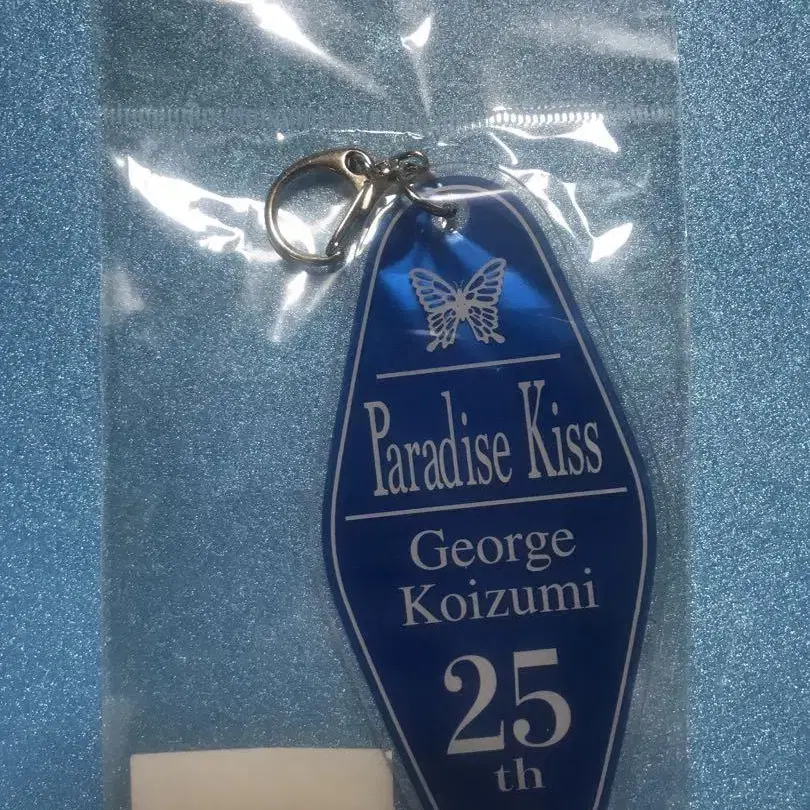 Paradise Kiss
George
Koizumi
25
th